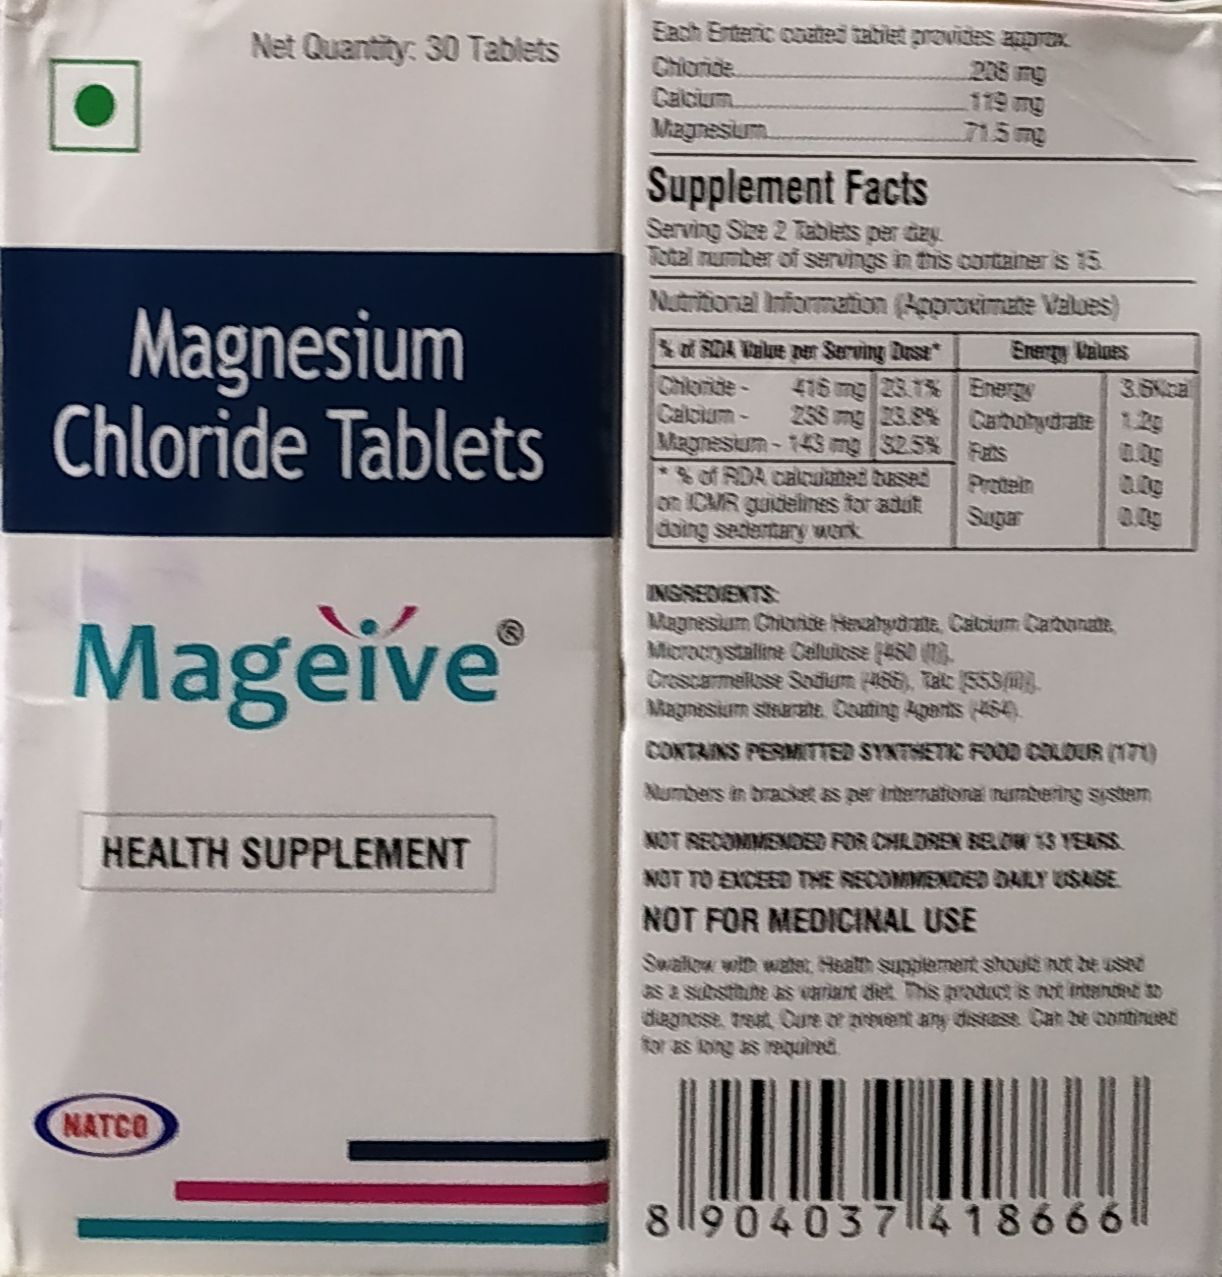 Net Quantity: 30 Tablets
Magnesium
Chloride Tablets
Mageive®
HEALTH SUPPLEMENT
NATCO
Each Enteric coated tablet provides approx.
Chloride 208 mg
Calcium 119 mg
Magnesium 71.5 mg
Supplement Facts
Serving Size 2 Tablets per day.
Total number of servings in this container is 15.
Nutritional Information (Approximate Values)
% of RDA Value per Serving Dose* Energy Values
Chloride - 416 mg 23.1% Energy 3.6Kcal
Calcium - 238 mg 23.8% Carbohydrate 1.2g
Magnesium - 143 mg 32.5% Fats 0.0g
* % of RDA calculated based Protein 0.0g
on ICMR guidelines for adult Sugar 0.0g
doing sedentary work
INGREDIENTS:
Magnesium Chloride Hexahydrate, Calcium Carbonate,
Microcrystalline Cellulose [460 (i)],
Croscarmellose Sodium (468), Talc [553(iii)],
Magnesium stearate, Coating Agents (464).
CONTAINS PERMITTED SYNTHETIC FOOD COLOUR (171)
Numbers in bracket as per international numbering system
NOT RECOMMENDED FOR CHILDREN BELOW 13 YEARS.
NOT TO EXCEED THE RECOMMENDED DAILY USAGE.
NOT FOR MEDICINAL USE
Swallow with water, Health supplement should not be used
as a substitute as variant diet. This product is not intended to
diagnose, treat, Cure or prevent any disease. Can be continued
for as long as required.
8 904037 418666